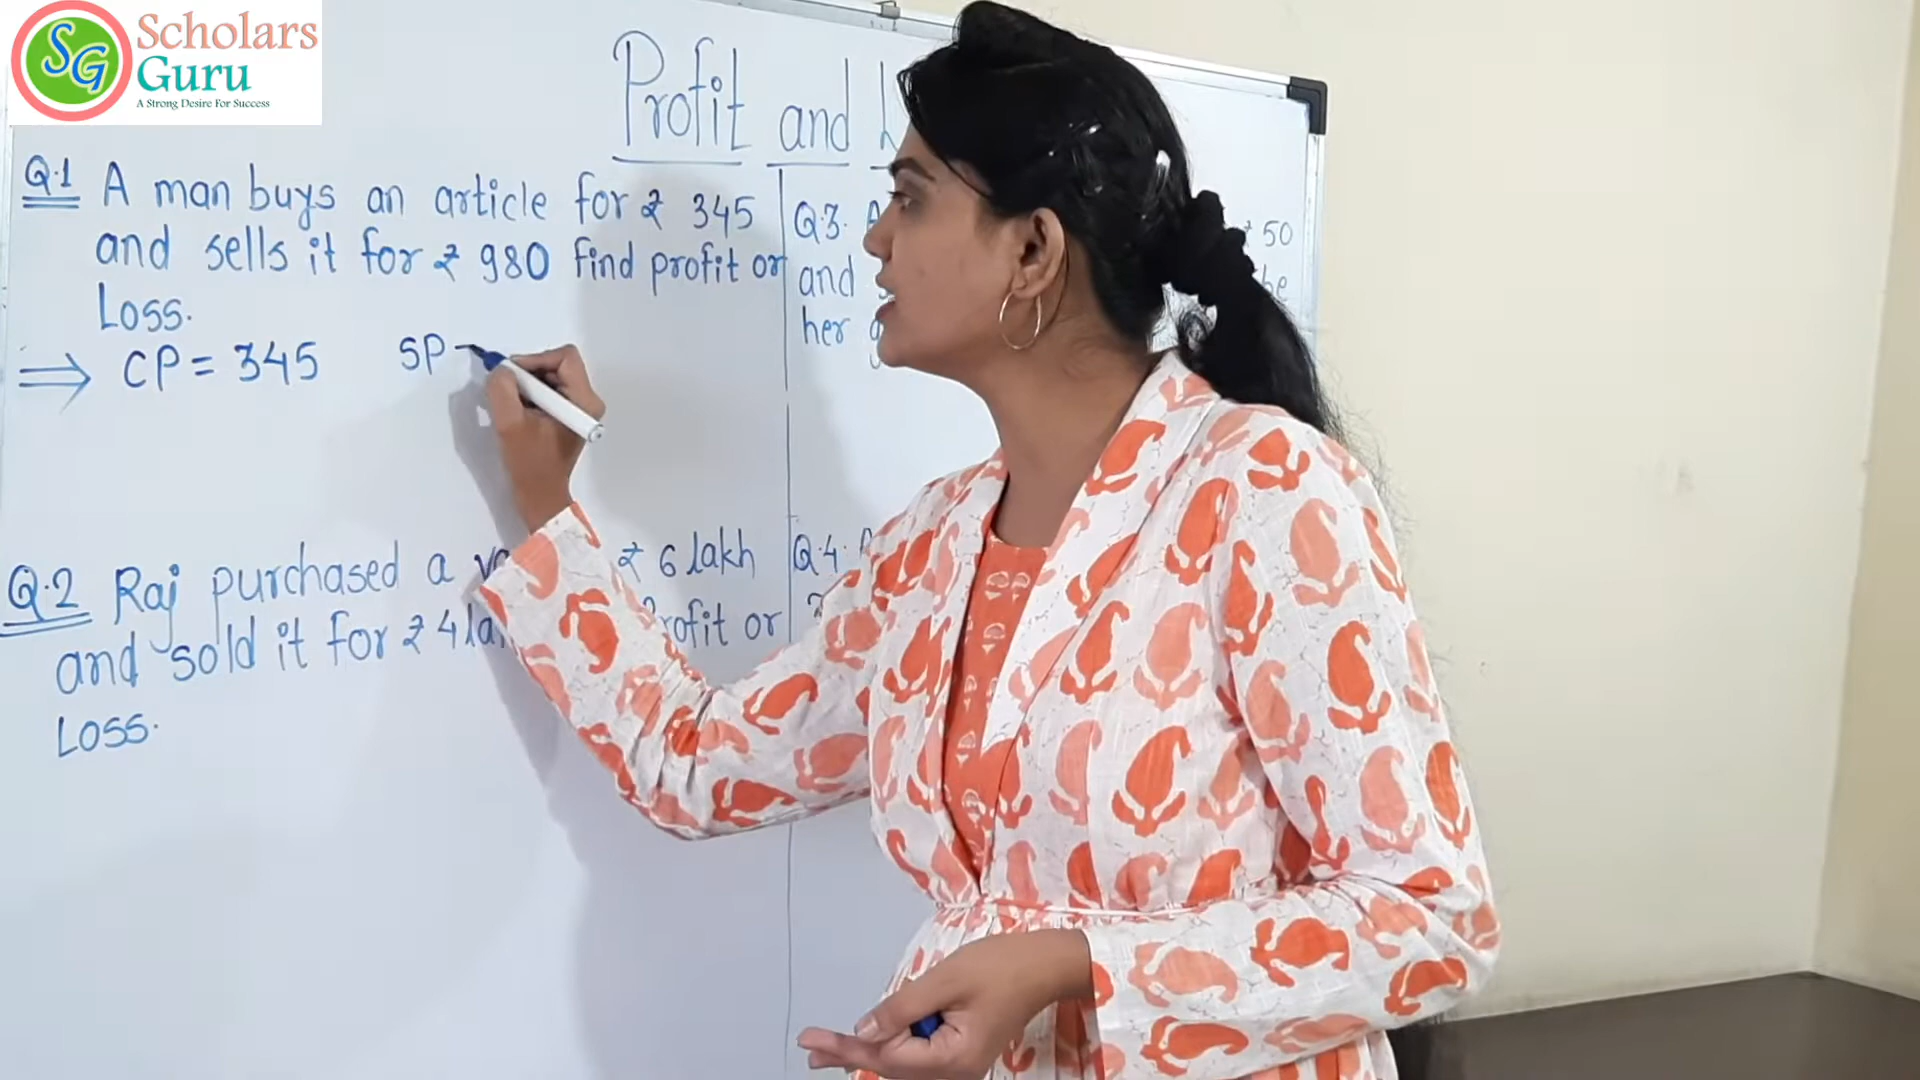 SG
Scholars
Guru
A Strong Desire For Success
Profit and
Q.1 A man buys an article for ₹ 345
and sells it for ₹ 980 find profit or
Loss.
⇒ CP = 345 SP
Q.2 Raj purchased a ₹ 6 lakh
and sold it for ₹ 4 or
Loss.
Q.3.
₹ 50
and
her
Q.4.